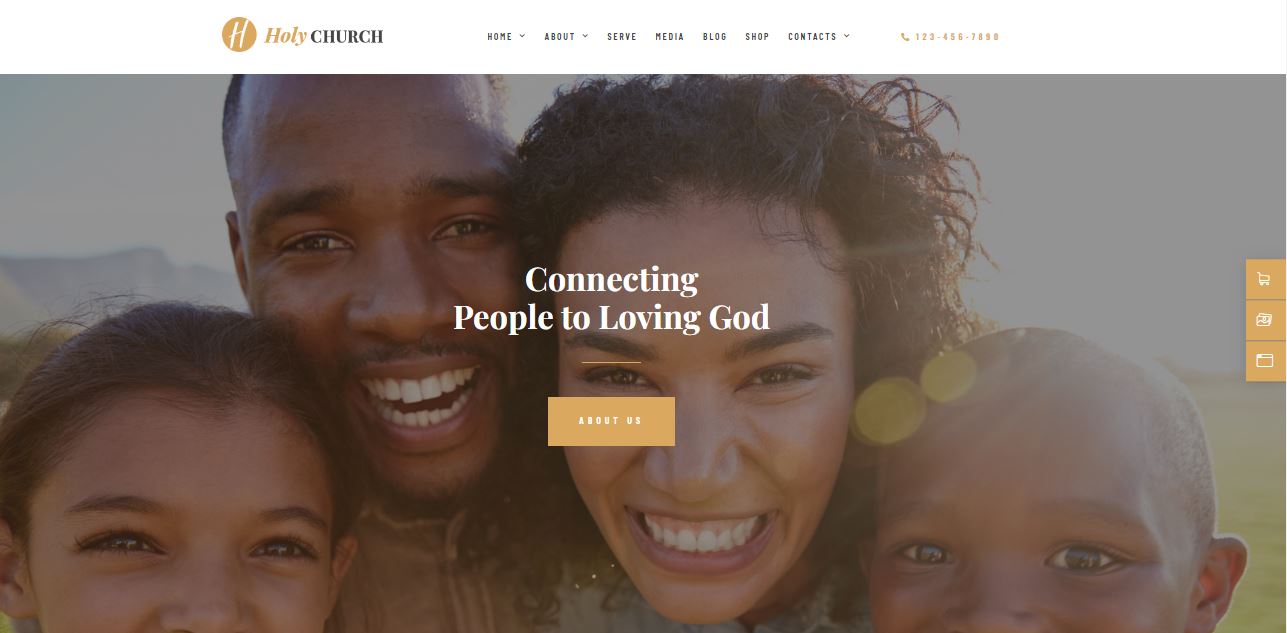 Holy CHURCH
HOME ABOUT SERVE MEDIA BLOG SHOP CONTACTS
123-456-7890
Connecting
People to Loving God
ABOUT US